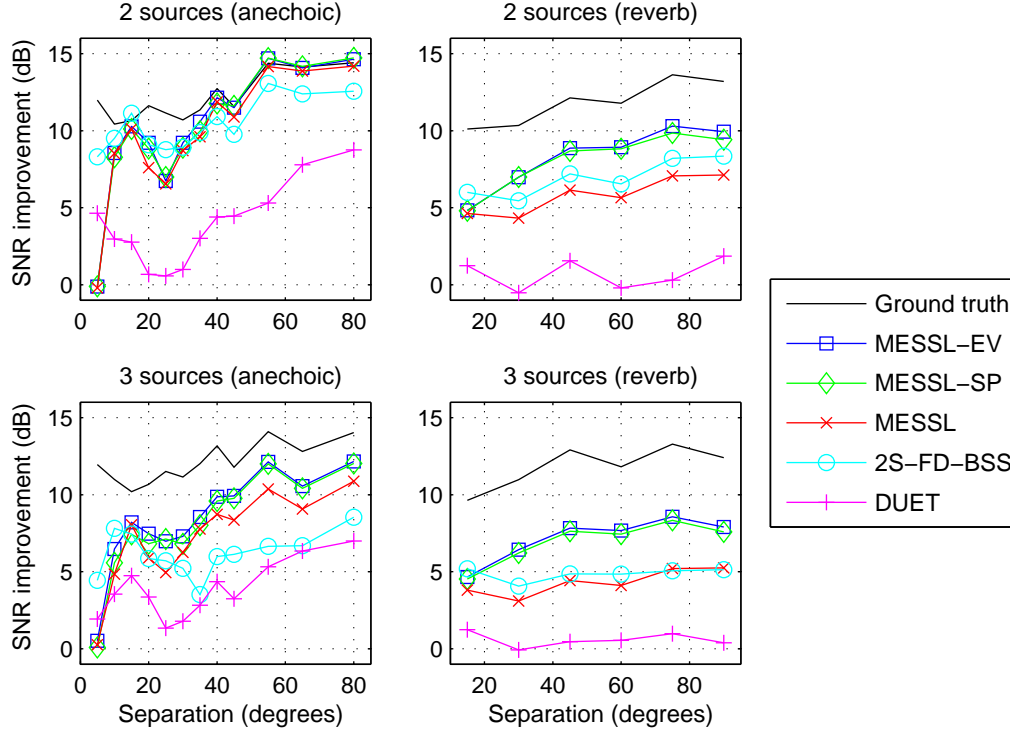 2 sources (anechoic)
2 sources (reverb)
SNR improvement (dB)
15
10
5
0
20
40
60
80
15
10
5
0
20
40
60
80
3 sources (anechoic)
3 sources (reverb)
SNR improvement (dB)
15
10
5
0
0
20
40
60
80
Separation (degrees)
15
10
5
0
20
40
60
80
Separation (degrees)
Ground truth
MESSL−EV
MESSL−SP
MESSL
2S−FD−BSS
DUET